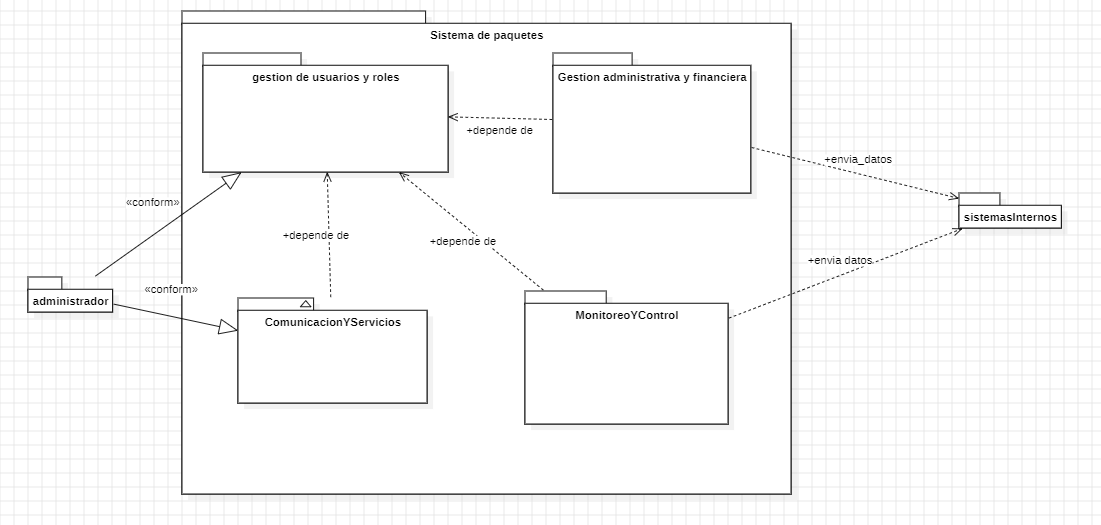 Sistema de paquetes
gestion de usuarios y roles
Gestion administrativa y financiera
+depende de
+envia_datos
«conform»
sistemasInternos
+depende de
+depende de
+envia datos
«conform»
administrador
ComunicacionYServicios
MonitoreoYControl